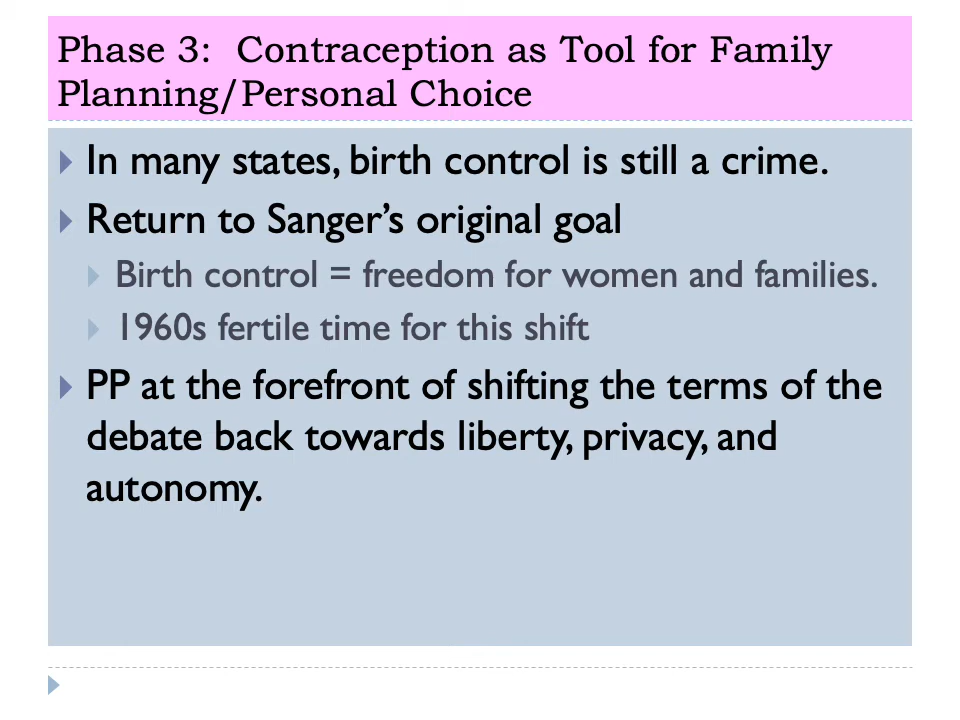 Phase 3:  Contraception as Tool for Family
Planning/Personal Choice
In many states, birth control is still a crime.
Return to Sanger’s original goal
Birth control = freedom for women and families.
1960s fertile time for this shift
PP at the forefront of shifting the terms of the
debate back towards liberty, privacy, and
autonomy.